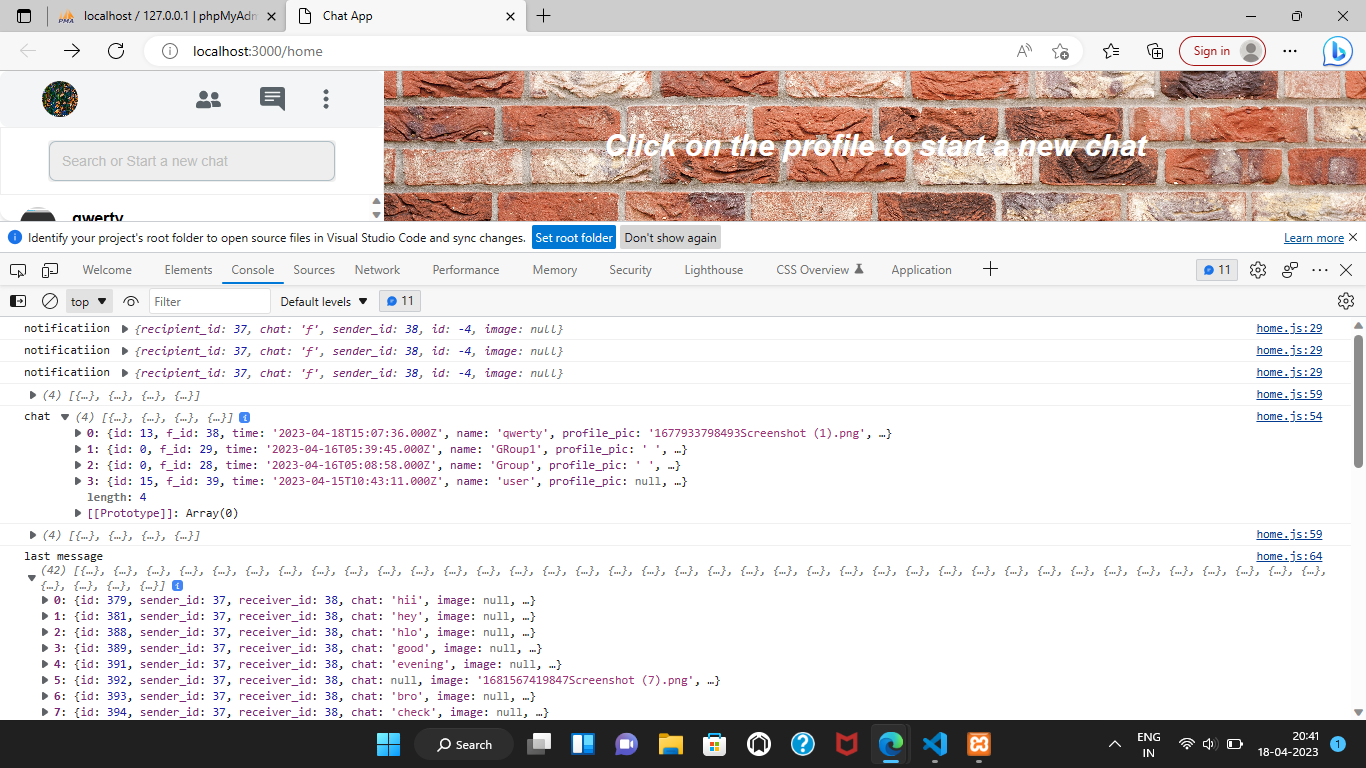 localhost / 127.0.0.1 | phpMyAdm
Chat App
localhost:3000/home
Sign in
Search or Start a new chat
qwerty
Click on the profile to start a new chat
Identify your project's root folder to open source files in Visual Studio Code and sync changes. Set root folder Don't show again Learn more
Welcome Elements Console Sources Network Performance Memory Security Lighthouse CSS Overview Application 11
top Filter Default levels 11
notificatiion {recipient_id: 37, chat: 'f', sender_id: 38, id: -4, image: null} home.js:29
notificatiion {recipient_id: 37, chat: 'f', sender_id: 38, id: -4, image: null} home.js:29
notificatiion {recipient_id: 37, chat: 'f', sender_id: 38, id: -4, image: null} home.js:29
(4) [{…}, {…}, {…}, {…}] home.js:59
chat (4) [{…}, {…}, {…}, {…}] home.js:54
0: {id: 13, f_id: 38, time: '2023-04-18T15:07:36.000Z', name: 'qwerty', profile_pic: '1677933798493Screenshot (1).png', …}
1: {id: 0, f_id: 29, time: '2023-04-16T05:39:45.000Z', name: 'GRoup1', profile_pic: ' ', …}
2: {id: 0, f_id: 28, time: '2023-04-16T05:08:58.000Z', name: 'Group', profile_pic: ' ', …}
3: {id: 15, f_id: 39, time: '2023-04-15T10:43:11.000Z', name: 'user', profile_pic: null, …}
length: 4
[[Prototype]]: Array(0)
(4) [{…}, {…}, {…}, {…}] home.js:59
last message home.js:64
(42) [{…}, {…}, {…}, {…}, {…}, {…}, {…}, {…}, {…}, {…}, {…}, {…}, {…}, {…}, {…}, {…}, {…}, {…}, {…}, {…}, {…}, {…}, {…}, {…}, {…}, {…}, {…}, {…}, {…}, {…}, {…}, {…}, {…}, {…}, {…}, {…}, {…}, {…},
{…}, {…}, {…}, {…}]
0: {id: 379, sender_id: 37, receiver_id: 38, chat: 'hii', image: null, …}
1: {id: 381, sender_id: 37, receiver_id: 38, chat: 'hey', image: null, …}
2: {id: 388, sender_id: 37, receiver_id: 38, chat: 'hlo', image: null, …}
3: {id: 389, sender_id: 37, receiver_id: 38, chat: 'good', image: null, …}
4: {id: 391, sender_id: 37, receiver_id: 38, chat: 'evening', image: null, …}
5: {id: 392, sender_id: 37, receiver_id: 38, chat: null, image: '1681567419847Screenshot (7).png', …}
6: {id: 393, sender_id: 37, receiver_id: 38, chat: 'bro', image: null, …}
7: {id: 394, sender_id: 37, receiver_id: 38, chat: 'check', image: null, …}
Search
ENG
IN
20:41
18-04-2023
1